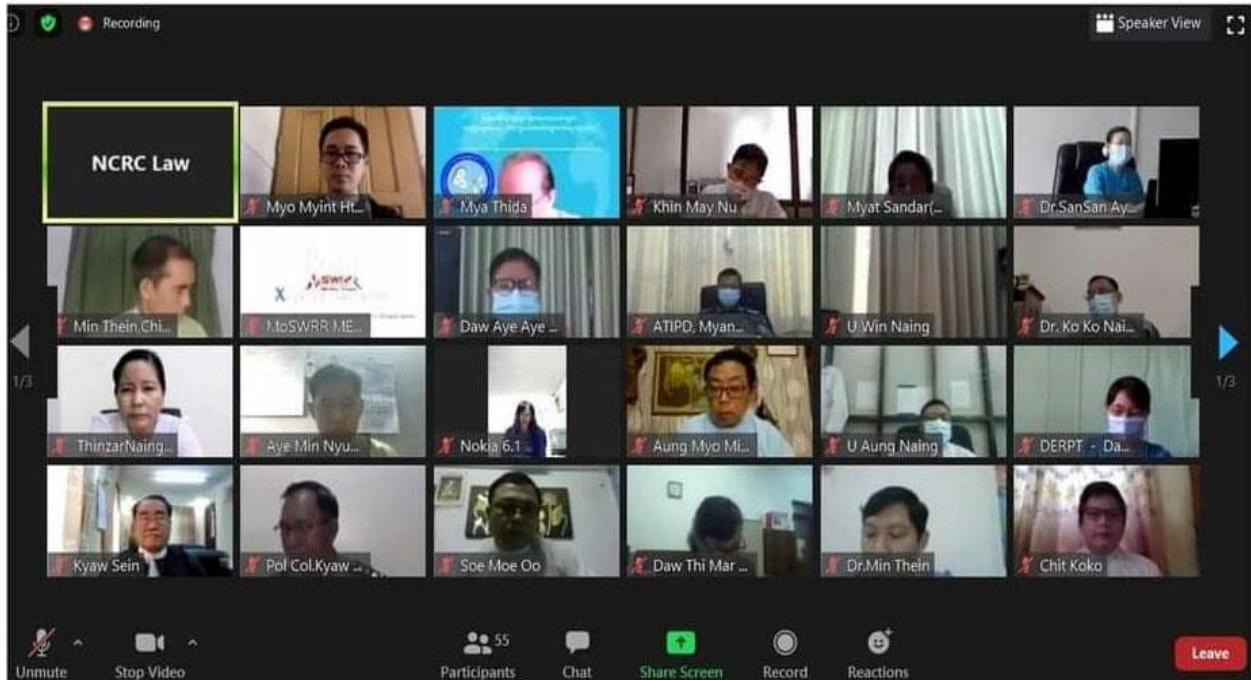 Recording
Speaker View
NCRC Law
Myo Myint Ht...
Mya Thida
Khin May Nu
Myat Sandar(...
Dr.SanSan Ay...
Min Thein Chi...
MoSWRR ME...
Daw Aye Aye ...
ATIPD, Myan...
U Win Naing
Dr. Ko Ko Nai...
1/3
1/3
ThinzarNaing...
Aye Min Nyu...
Nokia 6.1
Aung Myo Mi...
U Aung Naing
DERPT - Da...
Kyaw Sein
Pol Col.Kyaw ...
Soe Moe Oo
Daw Thi Mar ...
Dr.Min Thein
Chit Koko
Unmute
Stop Video
55
Participants
Chat
Share Screen
Record
Reactions
Leave